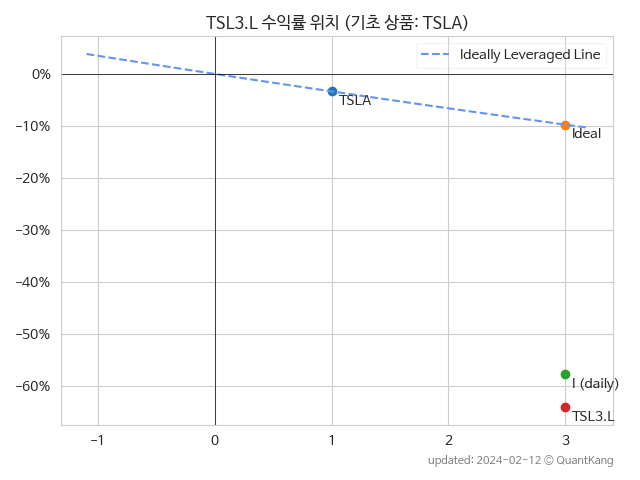 TSL3.L 수익률 위치 (기초 상품: TSLA)
Ideally Leveraged Line
0%
−10%
−20%
−30%
−40%
−50%
−60%
TSLA
Ideal
I (daily)
TSL3.L
−1
0
1
2
3
updated: 2024-02-12 © QuantKang